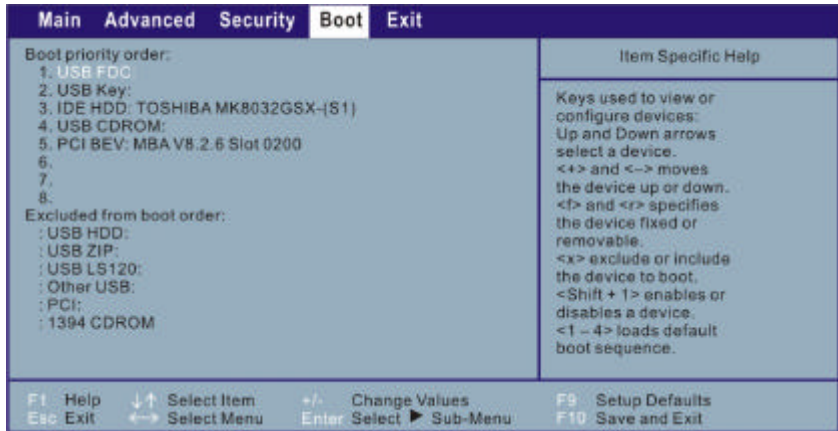 Main Advanced Security Boot Exit
Boot priority order:
1. USB FDC:
2. USB Key:
3. IDE HDD: TOSHIBA MK8032GSX-(S1)
4. USB CDROM:
5. PCI BEV: MBA V8.2.6 Slot 0200
6.
7.
8.
Excluded from boot order:
: USB HDD:
: USB ZIP:
: USB LS120:
: Other USB:
: PCI:
: 1394 CDROM
Item Specific Help
Keys used to view or
configure devices:
Up and Down arrows
select a device.
<+> and <-> moves
the device up or down.
<f> and <r> specifies
the device fixed or
removable.
<x> exclude or include
the device to boot.
<Shift + 1> enables or
disables a device.
<1 – 4> loads default
boot sequence.
F1 Help ↓↑ Select Item +/- Change Values F9 Setup Defaults
Esc Exit ←→ Select Menu Enter Select ▶ Sub-Menu F10 Save and Exit